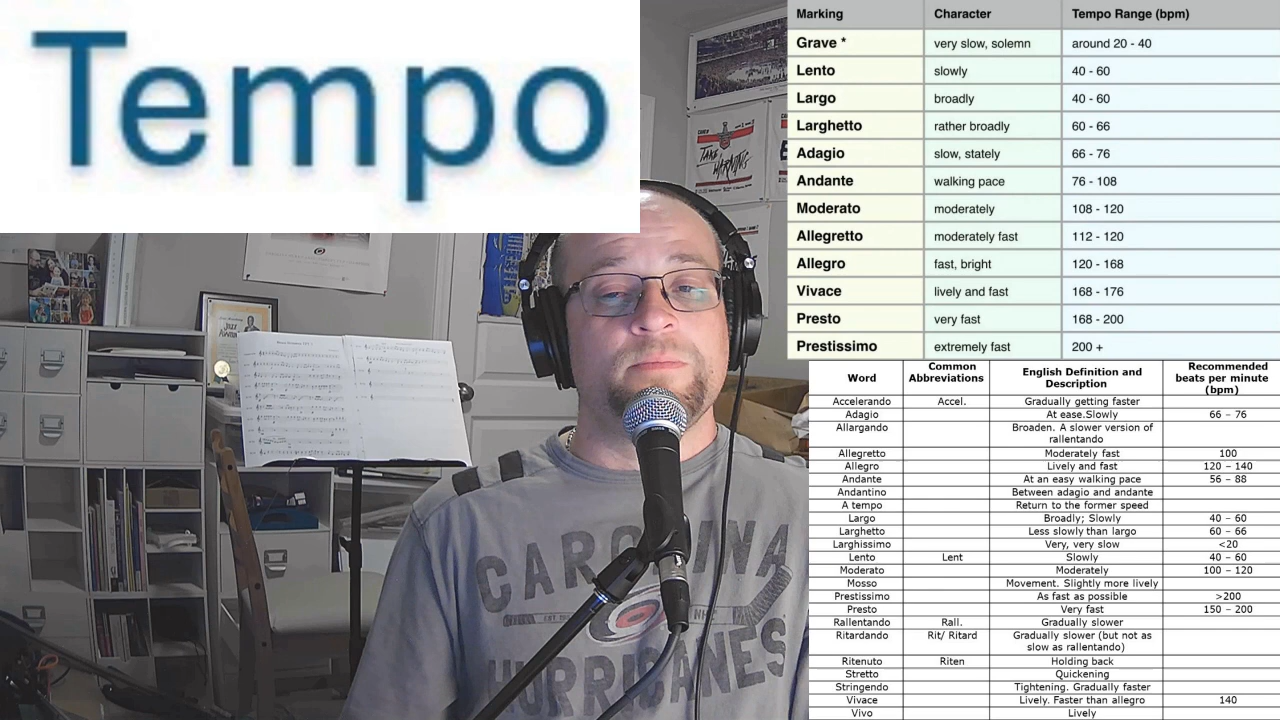 Tempo
Marking Character Tempo Range (bpm)
Grave * very slow, solemn around 20 - 40
Lento slowly 40 - 60
Largo broadly 40 - 60
Larghetto rather broadly 60 - 66
Adagio slow, stately 66 - 76
Andante walking pace 76 - 108
Moderato moderately 108 - 120
Allegretto moderately fast 112 - 120
Allegro fast, bright 120 - 168
Vivace lively and fast 168 - 176
Presto very fast 168 - 200
Prestissimo extremely fast 200 +
Word Common Abbreviations English Definition and Description Recommended beats per minute (bpm)
Accelerando Accel. Gradually getting faster
Adagio At ease.Slowly 66 – 76
Allargando Broaden. A slower version of
rallentando
Allegretto Moderately fast 100
Allegro Lively and fast 120 – 140
Andante At an easy walking pace 56 – 88
Andantino Between adagio and andante
A tempo Return to the former speed
Largo Broadly; Slowly 40 – 60
Larghetto Less slowly than largo 60 – 66
Larghissimo Very, very slow <20
Lento Lent Slowly 40 – 60
Moderato Moderately 100 – 120
Mosso Movement. Slightly more lively
Prestissimo As fast as possible >200
Presto Very fast 150 – 200
Rallentando Rall. Gradually slower
Ritardando Rit/ Ritard Gradually slower (but not as
slow as rallentando)
Ritenuto Riten Holding back
Stretto Quickening
Stringendo Tightening. Gradually faster
Vivace Lively. Faster than allegro 140
Vivo Lively
TAKE
WARNING
JAZZ
CAROLINA
NHL
HURRICANES